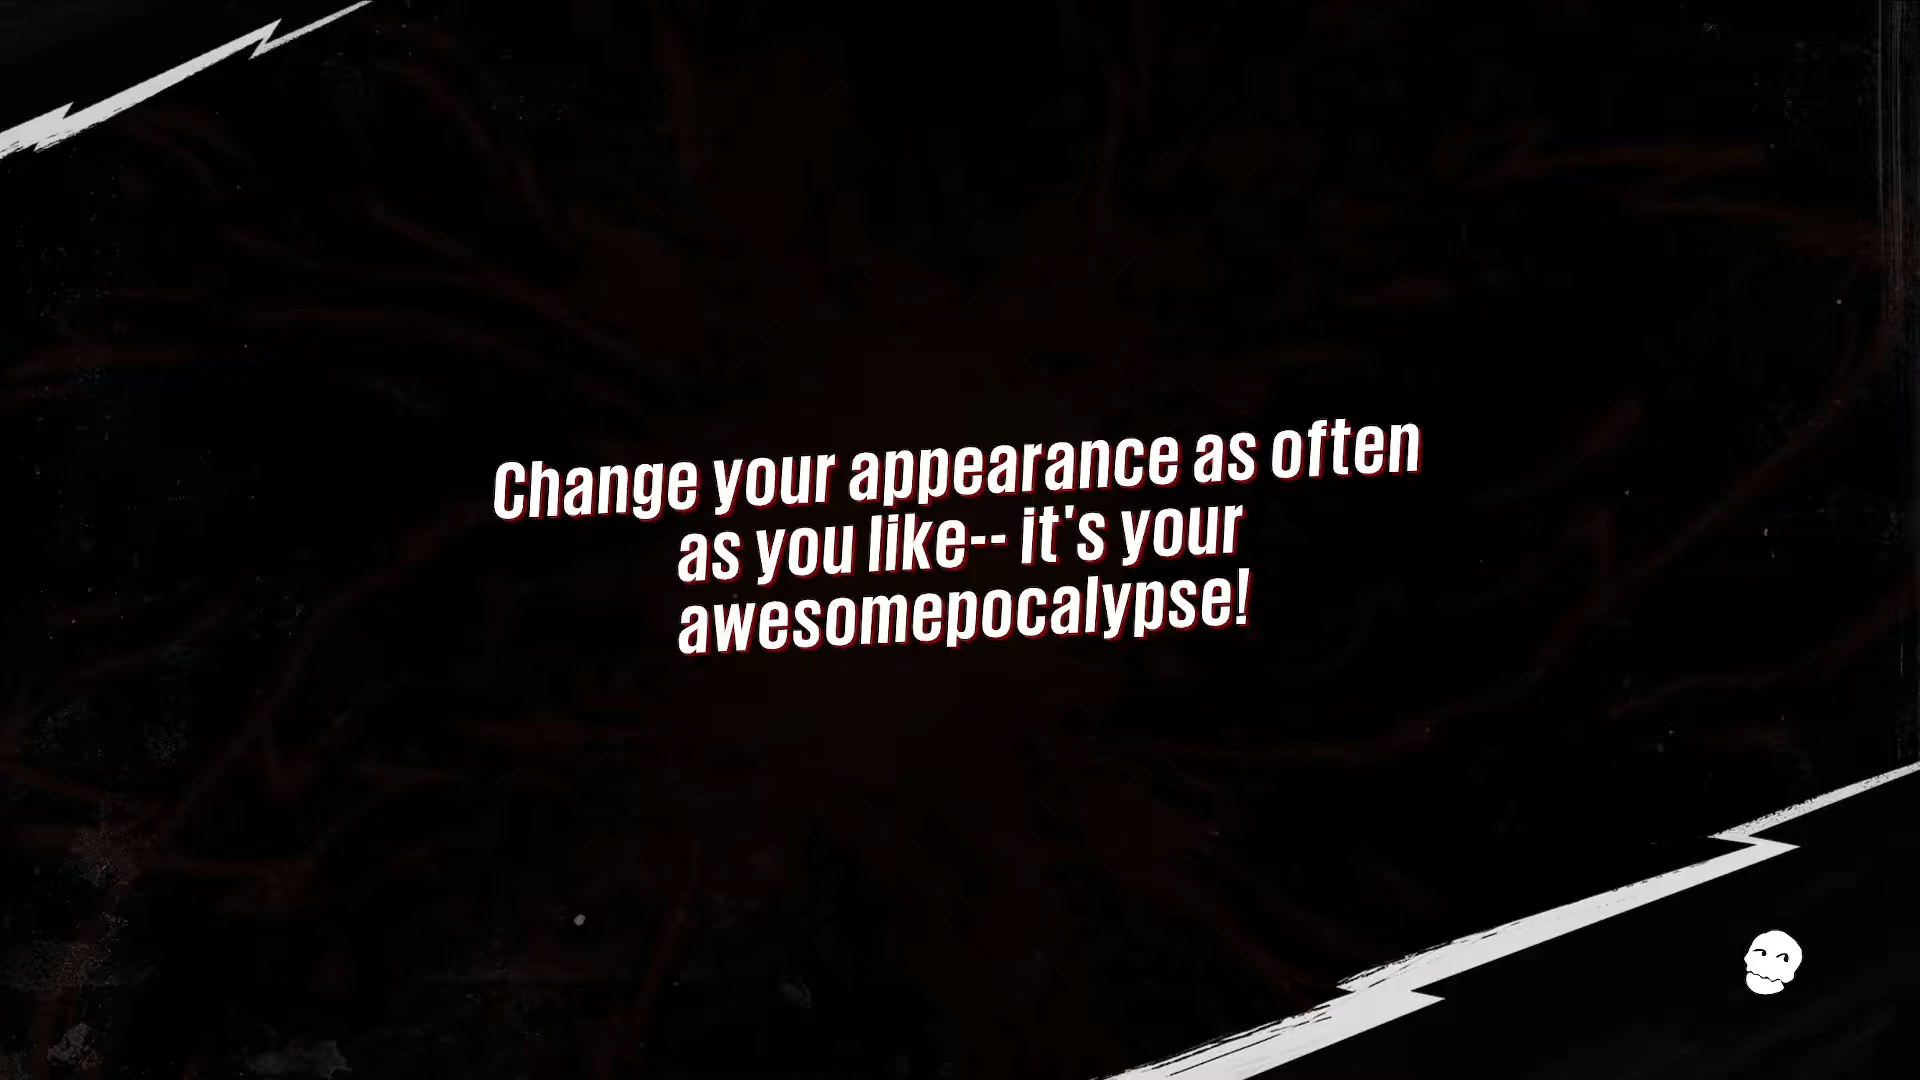 Change your appearance as often
as you like-- it's your
awesomepocalypse!